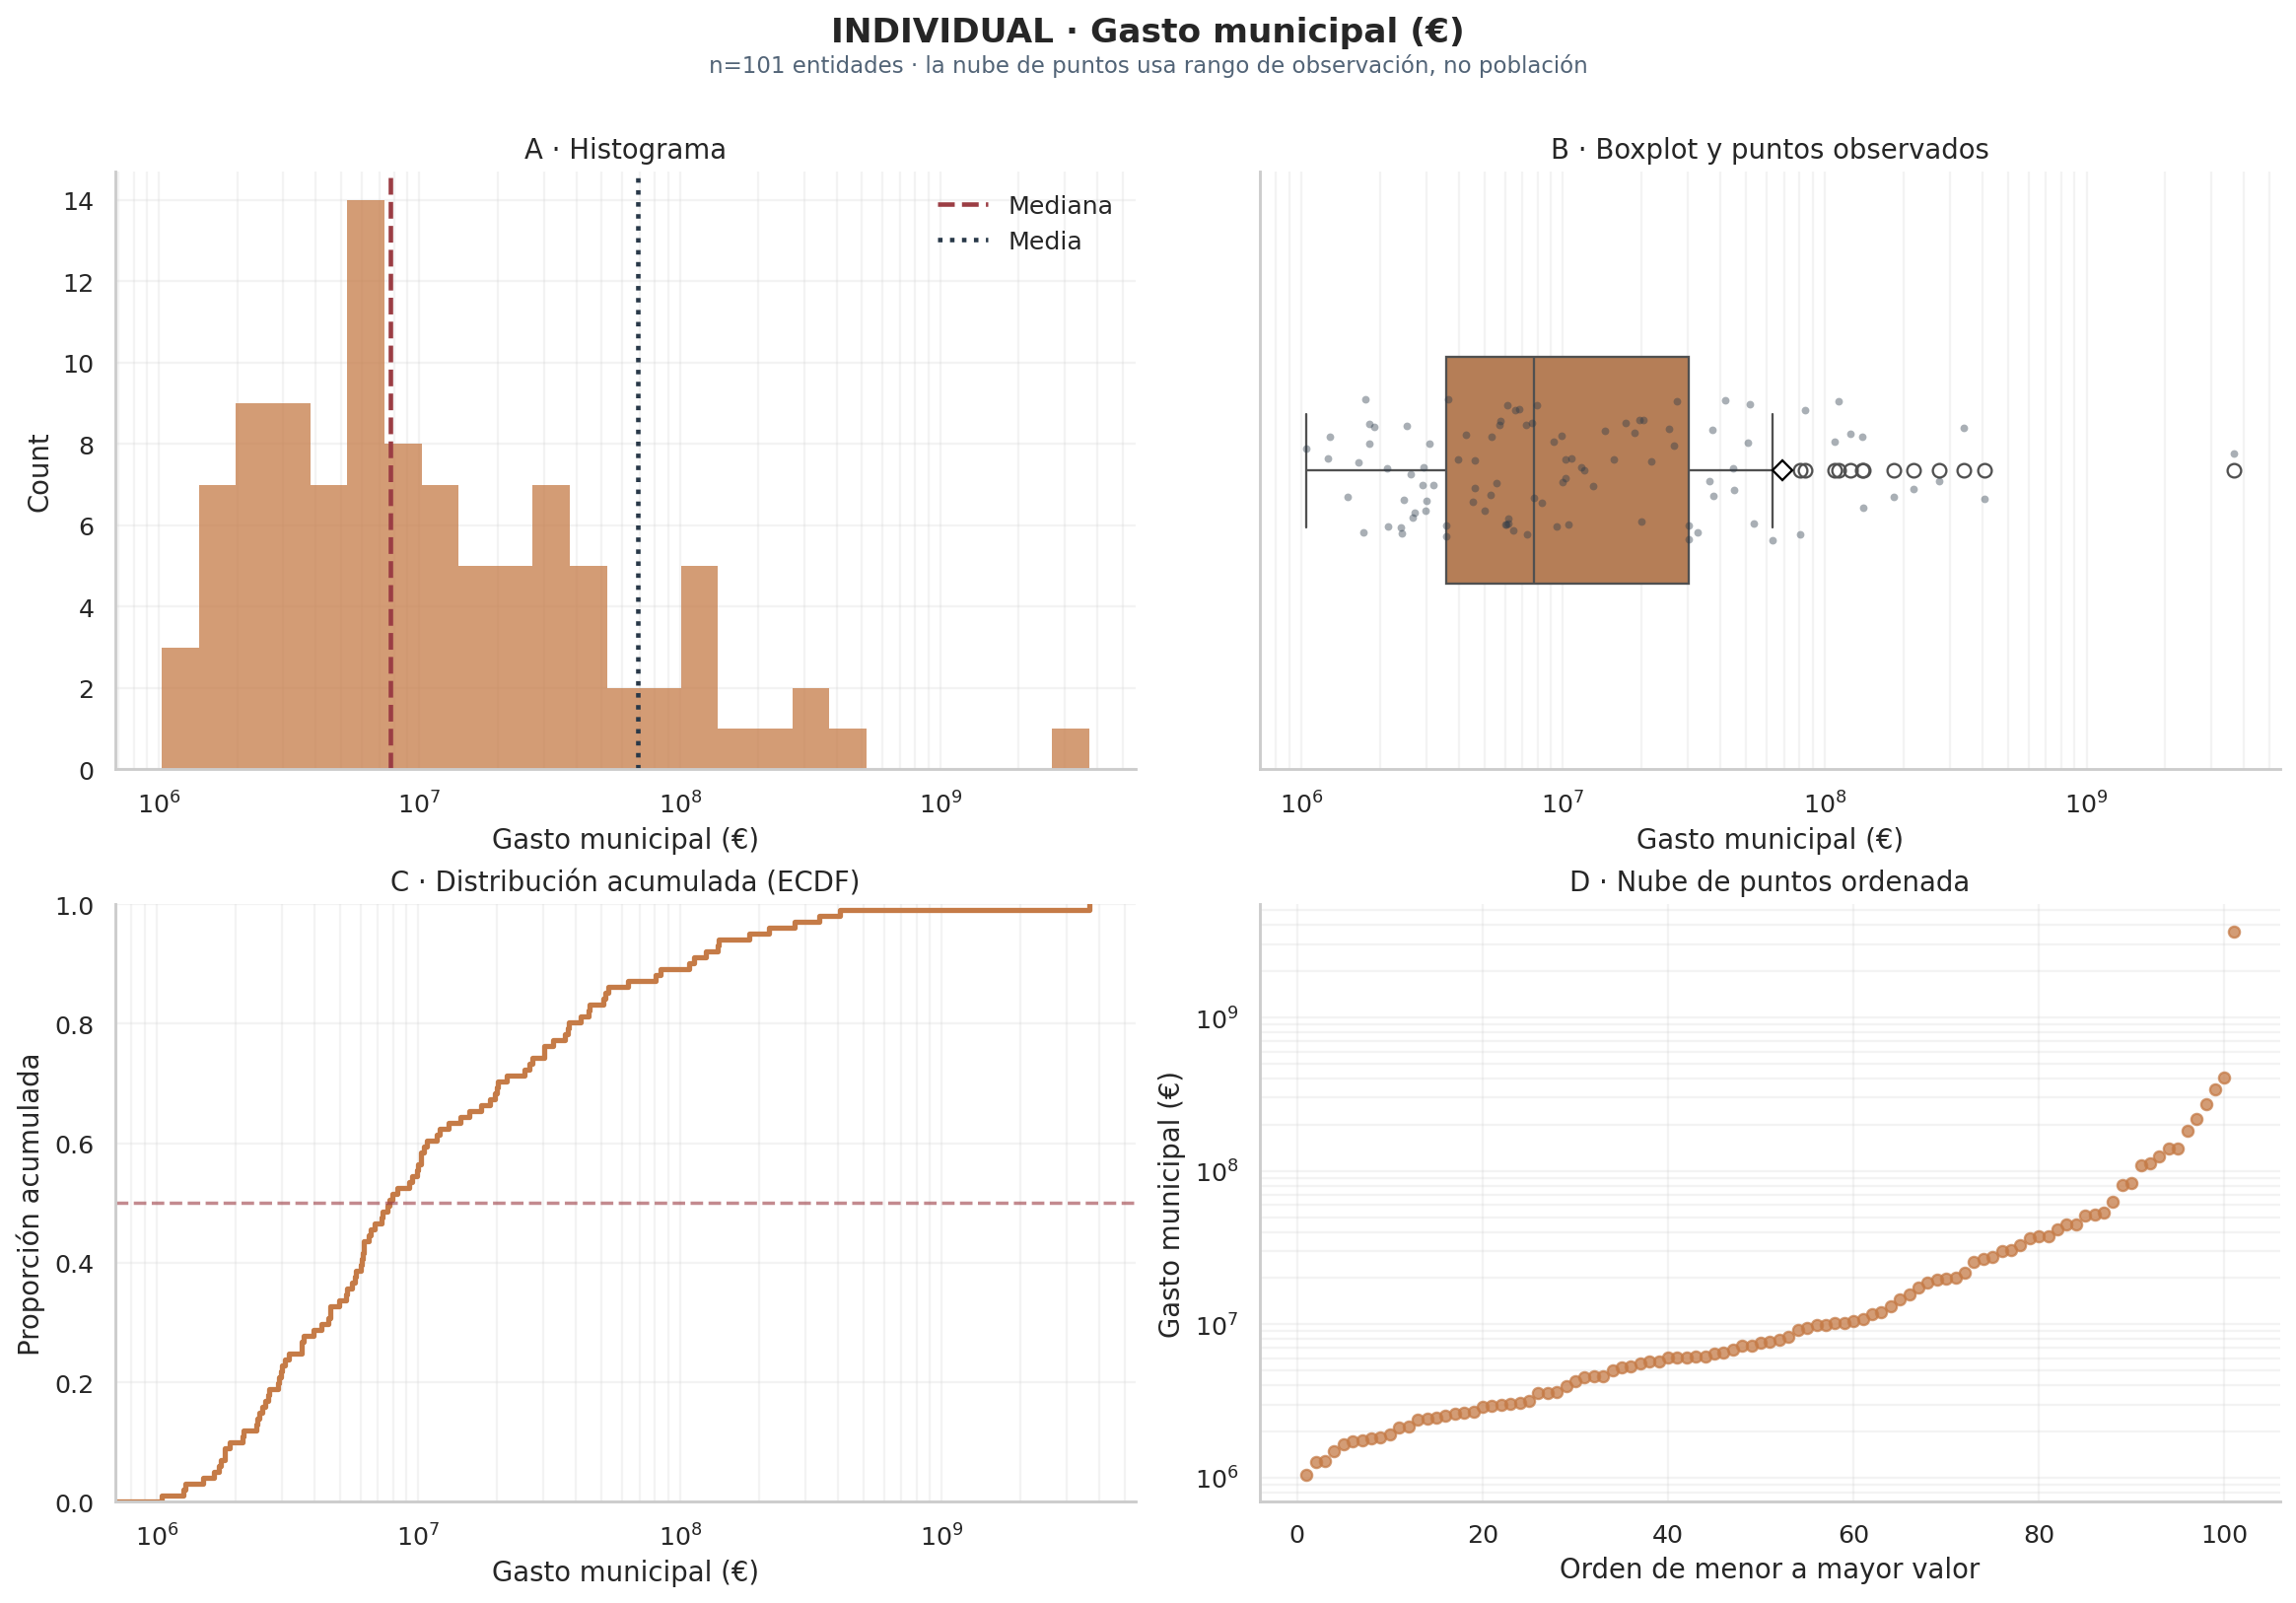 INDIVIDUAL · Gasto municipal (€)
n=101 entidades · la nube de puntos usa rango de observación, no población
A · Histograma
Count
14
12
10
8
6
4
2
0
Mediana
Media
10⁶ 10⁷ 10⁸ 10⁹
Gasto municipal (€)
B · Boxplot y puntos observados
10⁶ 10⁷ 10⁸ 10⁹
Gasto municipal (€)
C · Distribución acumulada (ECDF)
Proporción acumulada
1.0
0.8
0.6
0.4
0.2
0.0
10⁶ 10⁷ 10⁸ 10⁹
Gasto municipal (€)
D · Nube de puntos ordenada
Gasto municipal (€)
10⁹
10⁸
10⁷
10⁶
0 20 40 60 80 100
Orden de menor a mayor valor